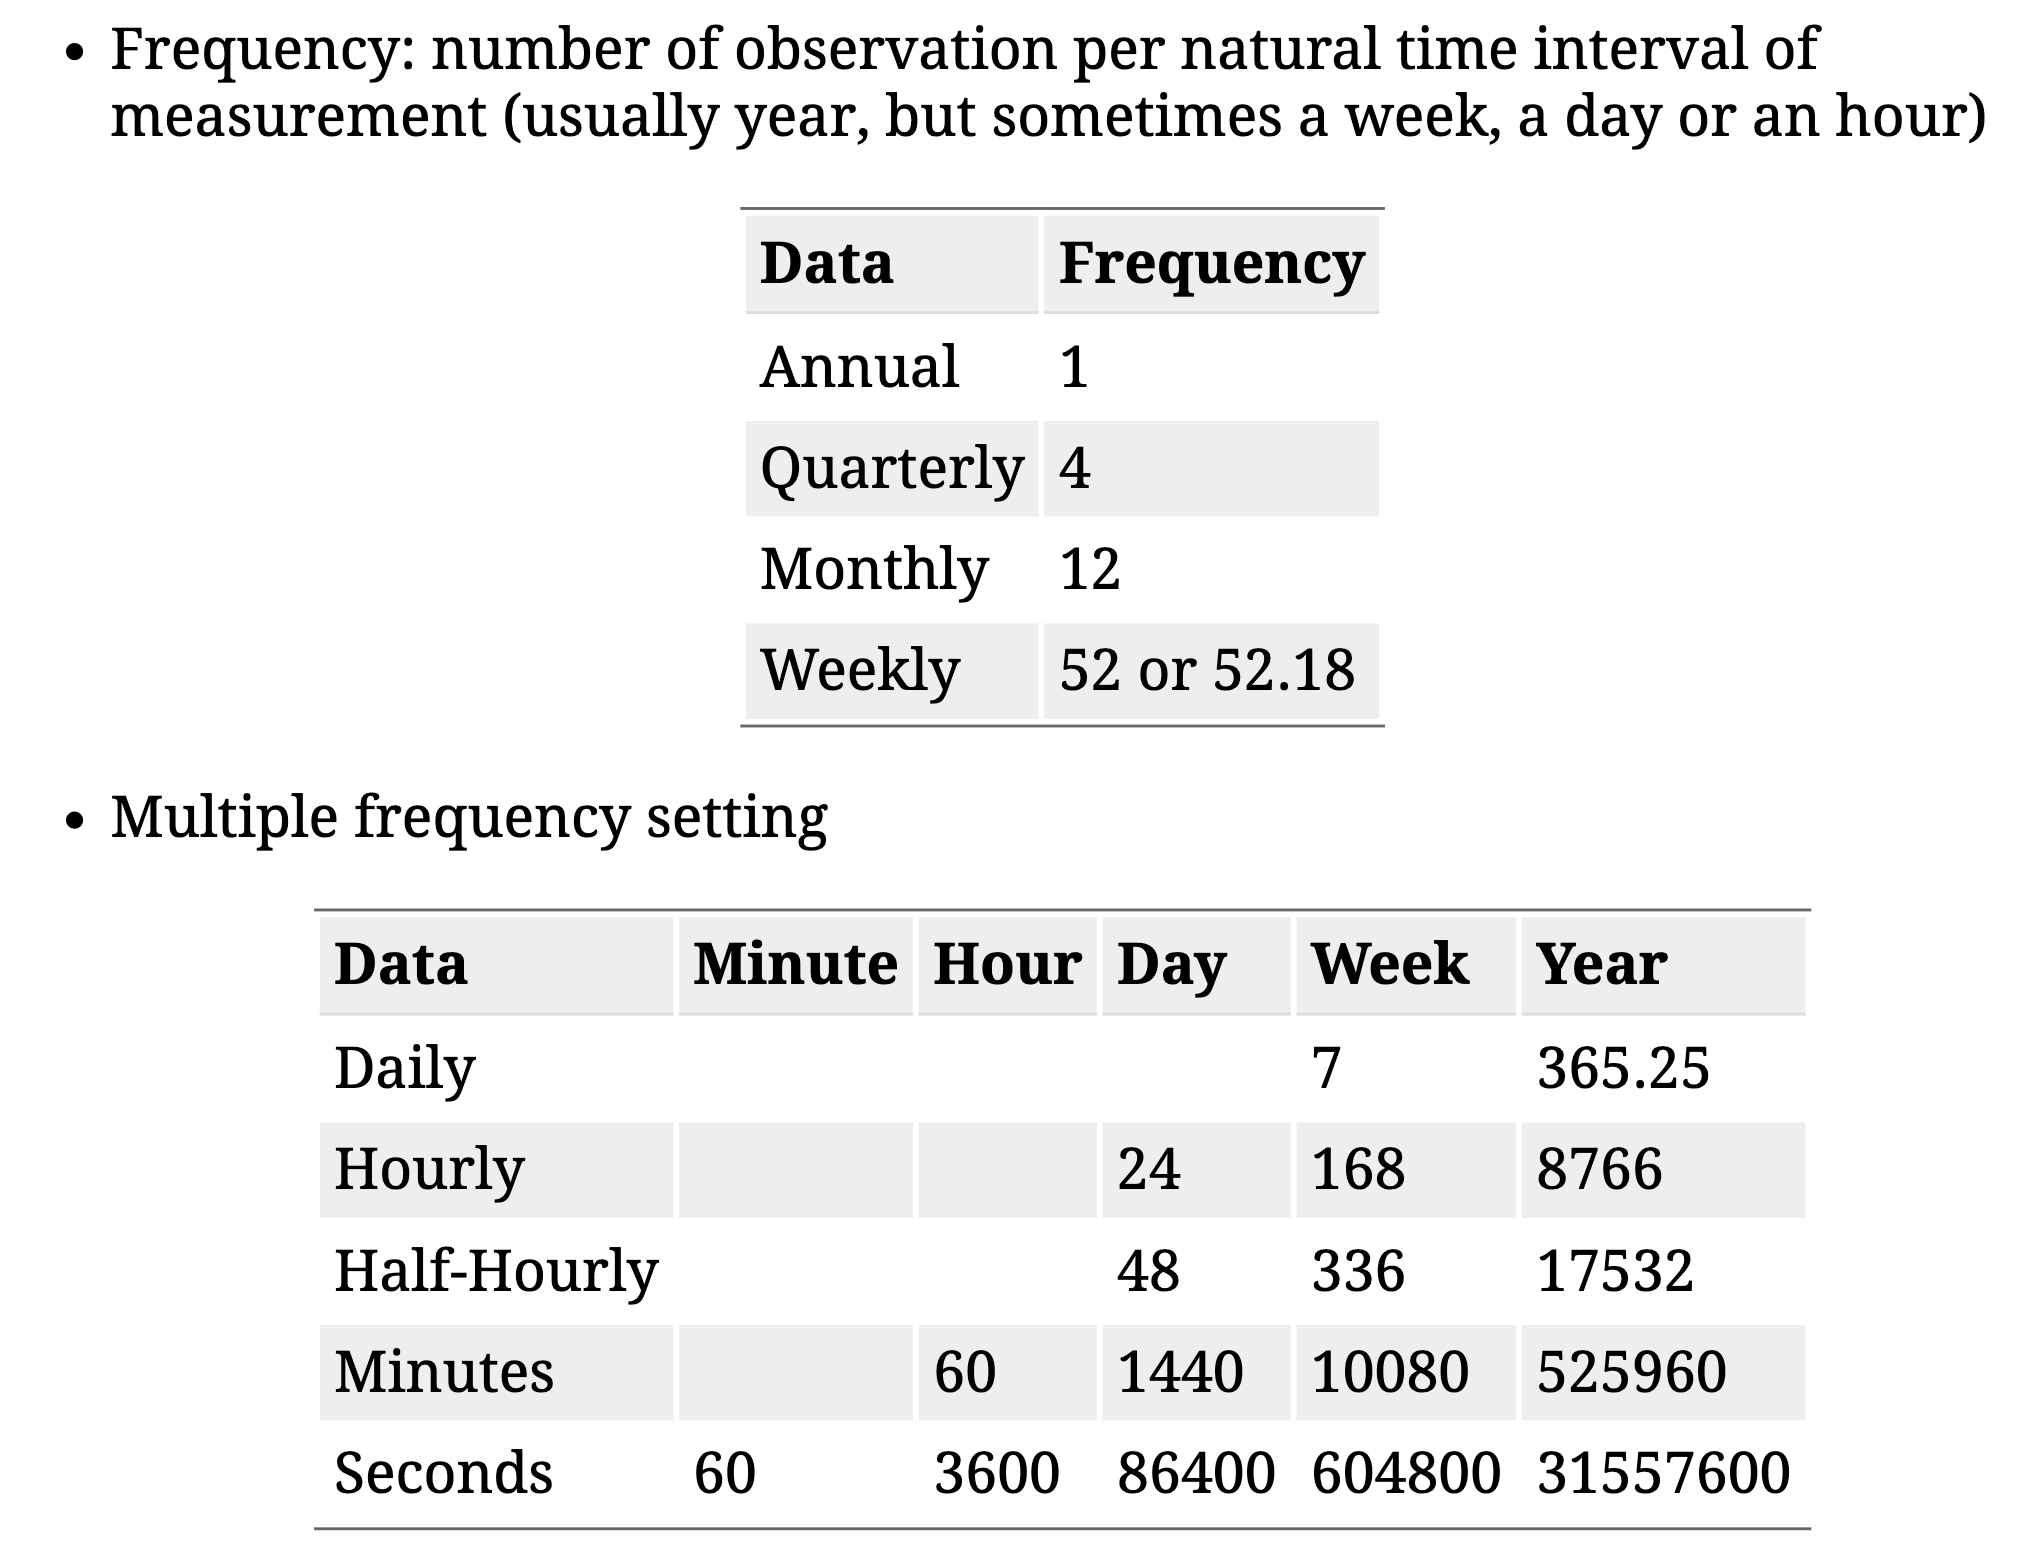 • Frequency: number of observation per natural time interval of
measurement (usually year, but sometimes a week, a day or an hour)
Data Frequency
Annual 1
Quarterly 4
Monthly 12
Weekly 52 or 52.18
• Multiple frequency setting
Data Minute Hour Day Week Year
Daily 7 365.25
Hourly 24 168 8766
Half-Hourly 48 336 17532
Minutes 60 1440 10080 525960
Seconds 60 3600 86400 604800 31557600